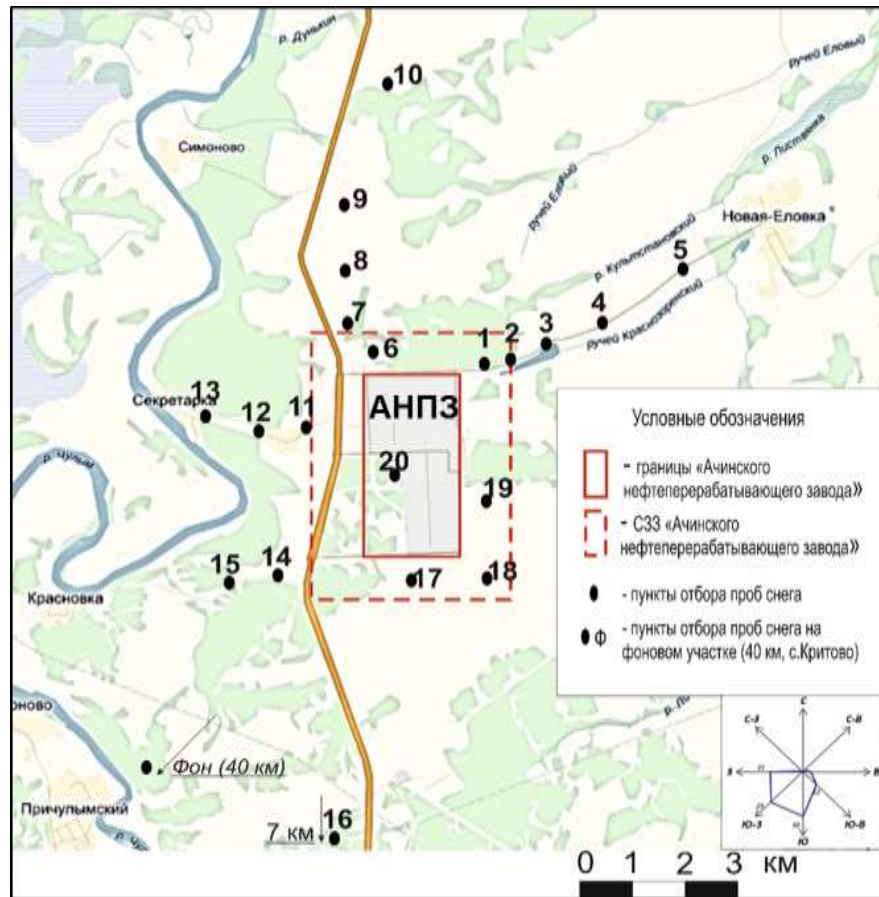 р. Дунькин
10
ручей Еловый
Симоново
р. Листвянка
9
ручей Еловый
Новая-Еловка
8
р. Культстановский
5
7
4
ручей Краснозоренский
3
2
1
6
АНПЗ
13
Секретарка
12
11
р. Чулым
20
19
Условные обозначения
- границы «Ачинского
нефтеперерабатывающего завода»
- СЗЗ «Ачинского
нефтеперерабатывающего завода»
- пункты отбора проб снега
ф - пункты отбора проб снега на
фоновом участке (40 км, с.Критово)
15
14
17
18
Красновка
оново
Фон (40 км)
Причулымский
7 км
16
С
С-З
С-В
З
В
Ю-З
Ю-В
Ю
0 1 2 3 км